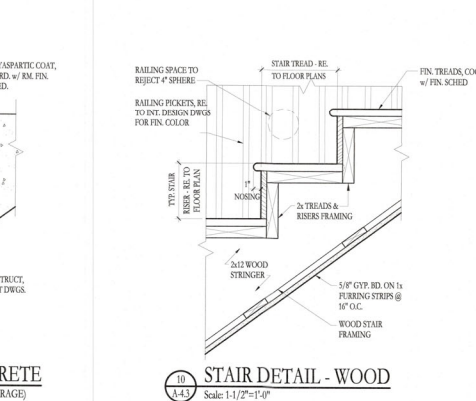 YASPARTIC COAT,
RD. w/ RM. FIN.
ED.
TRUCT,
T DWGS.
RETE
RAGE)
RAILING SPACE TO
REJECT 4" SPHERE
RAILING PICKETS, RE.
TO INT. DESIGN DWGS
FOR FIN. COLOR
STAIR TREAD - RE.
TO FLOOR PLANS
FIN. TREADS, COO
w/ FIN. SCHED
TYP. STAIR
RISER - RE. TO
FLOOR PLAN
1"
NOSING
2x TREADS &
RISERS FRAMING
2x12 WOOD
STRINGER
5/8" GYP. BD. ON 1x
FURRING STRIPS @
16" O.C.
WOOD STAIR
FRAMING
10
A-4.3
STAIR DETAIL - WOOD
Scale: 1-1/2"=1'-0"